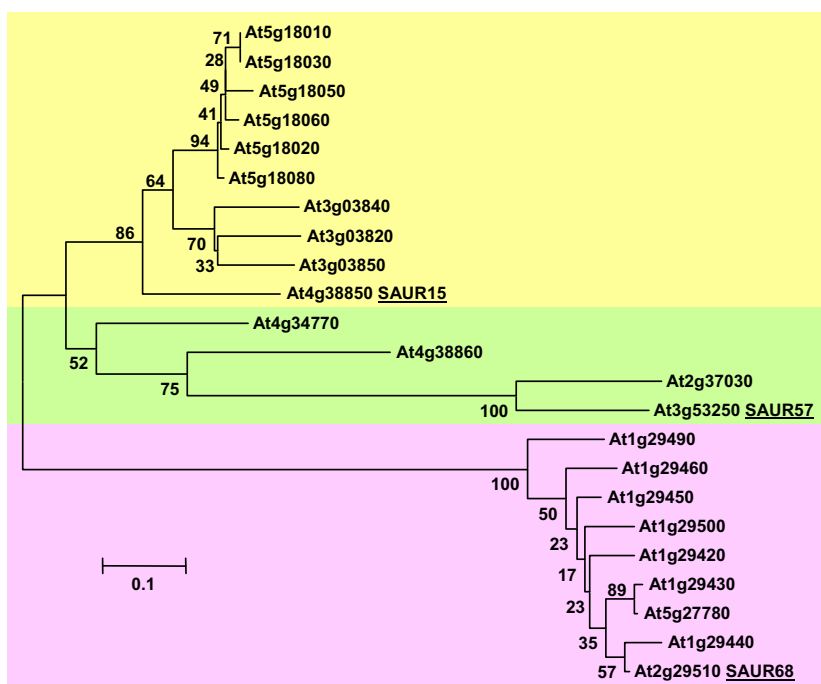 71
At5g18010
28
At5g18030
49
At5g18050
41
At5g18060
94
At5g18020
64
At5g18080
At3g03840
86
70
At3g03820
33
At3g03850
At4g38850 SAUR15
At4g34770
52
At4g38860
75
At2g37030
100
At3g53250 SAUR57
At1g29490
100
At1g29460
50
At1g29450
23
At1g29500
17
At1g29420
0.1
89
At1g29430
23
At5g27780
35
At1g29440
57
At2g29510 SAUR68